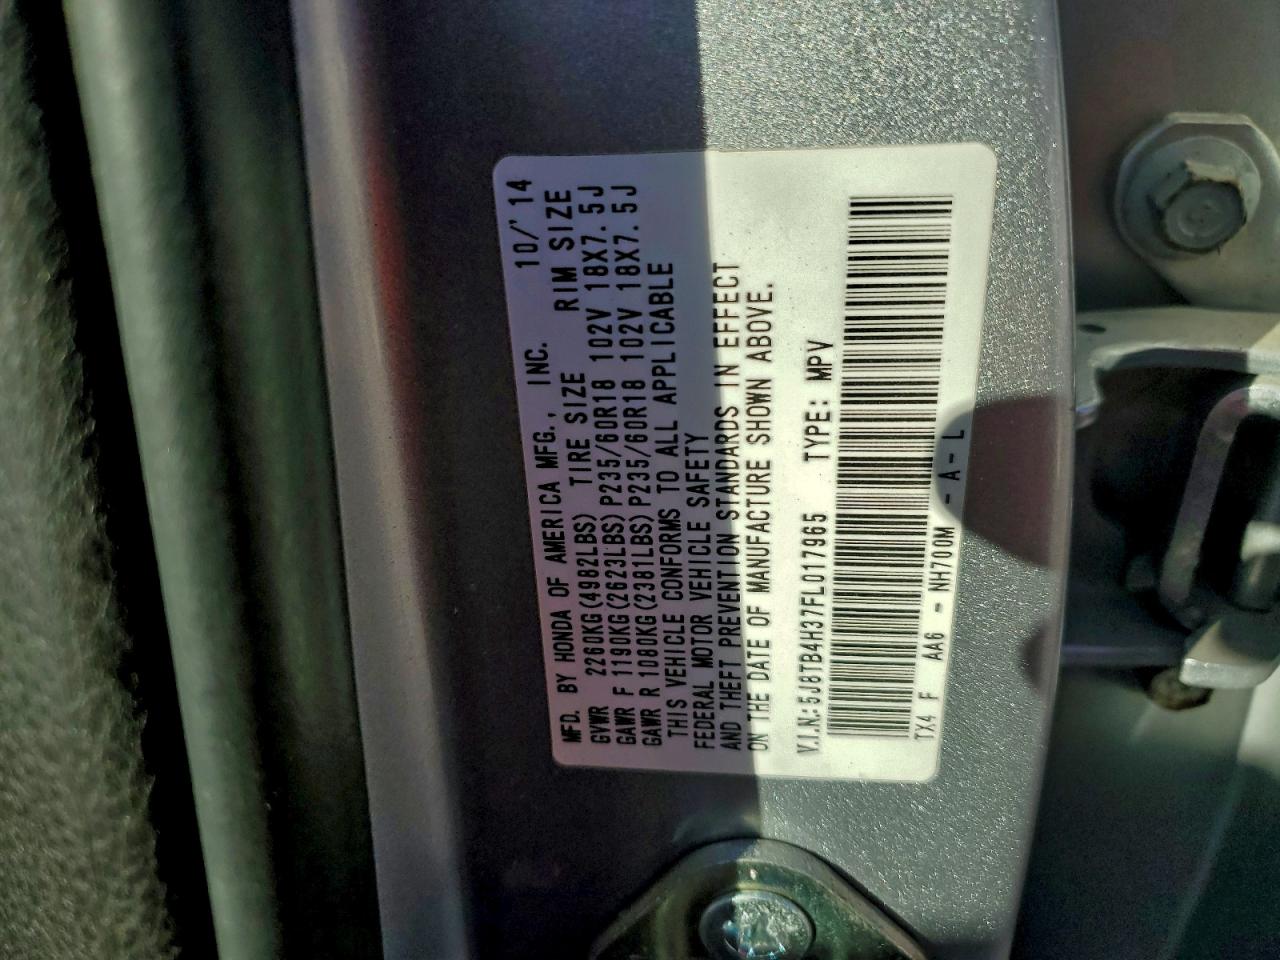 MFD. BY HONDA OF AMERICA MFG., INC. 10/'14
GVWR 2260KG(4982LBS) TIRE SIZE RIM SIZE
GAWR F 1190KG(2623LBS)P235/60R18 102V 18X7.5J
GAWR R 1080KG(2381LBS)P235/60R18 102V 18X7.5J
THIS VEHICLE CONFORMS TO ALL APPLICABLE
FEDERAL MOTOR VEHICLE SAFETY
AND THEFT PREVENTION STANDARDS IN EFFECT
ON THE DATE OF MANUFACTURE SHOWN ABOVE.
V.I.N.:5J8TB4H37FL017965 TYPE: MPV
TX4 F AA6 - NH700M - A - L